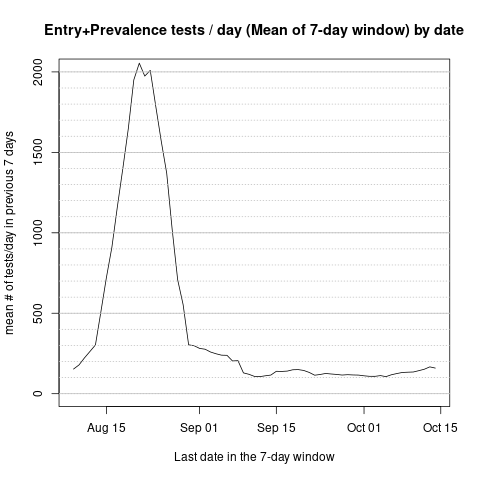 Entry+Prevalence tests / day (Mean of 7-day window) by date
mean # of tests/day in previous 7 days
2000
1500
1000
500
0
Aug 15 Sep 01 Sep 15 Oct 01 Oct 15
Last date in the 7-day window